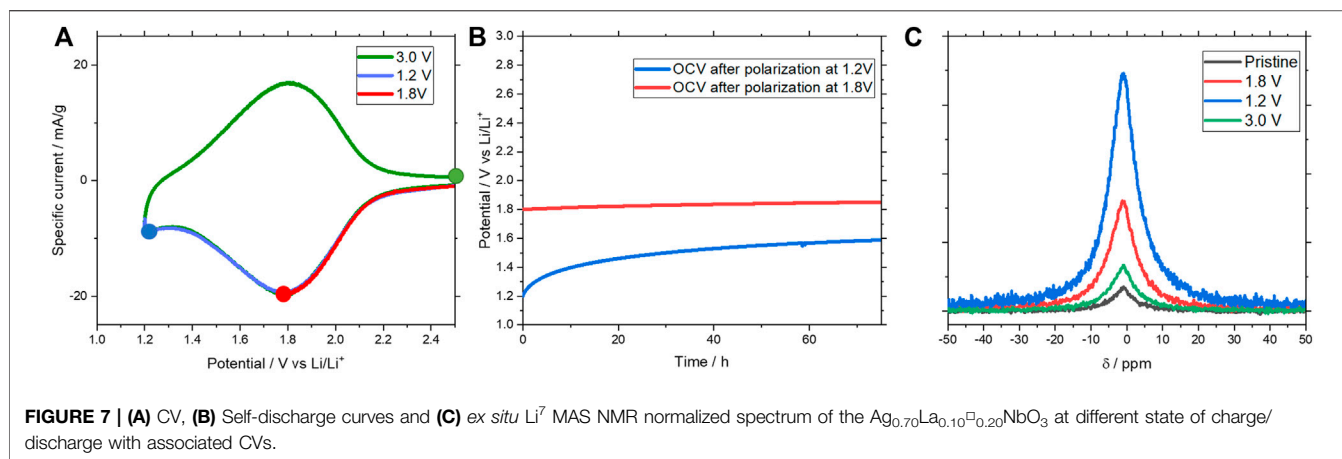 A
3.0 V
1.2 V
1.8V
20
0
-20
Specific current / mA/g
1.0 1.2 1.4 1.6 1.8 2.0 2.2 2.4
Potential / V vs Li/Li⁺
B
OCV after polarization at 1.2V
OCV after polarization at 1.8V
3.0
2.8
2.6
2.4
2.2
2.0
1.8
1.6
1.4
1.2
1.0
Potential / V vs Li/Li⁺
0 20 40 60
Time / h
C
Pristine
1.8 V
1.2 V
3.0 V
-50 -40 -30 -20 -10 0 10 20 30 40 50
δ / ppm
FIGURE 7 | (A) CV, (B) Self-discharge curves and (C) ex situ Li⁷ MAS NMR normalized spectrum of the Ag₀.₇₀La₀.₁₀□₀.₂₀NbO₃ at different state of charge/
discharge with associated CVs.